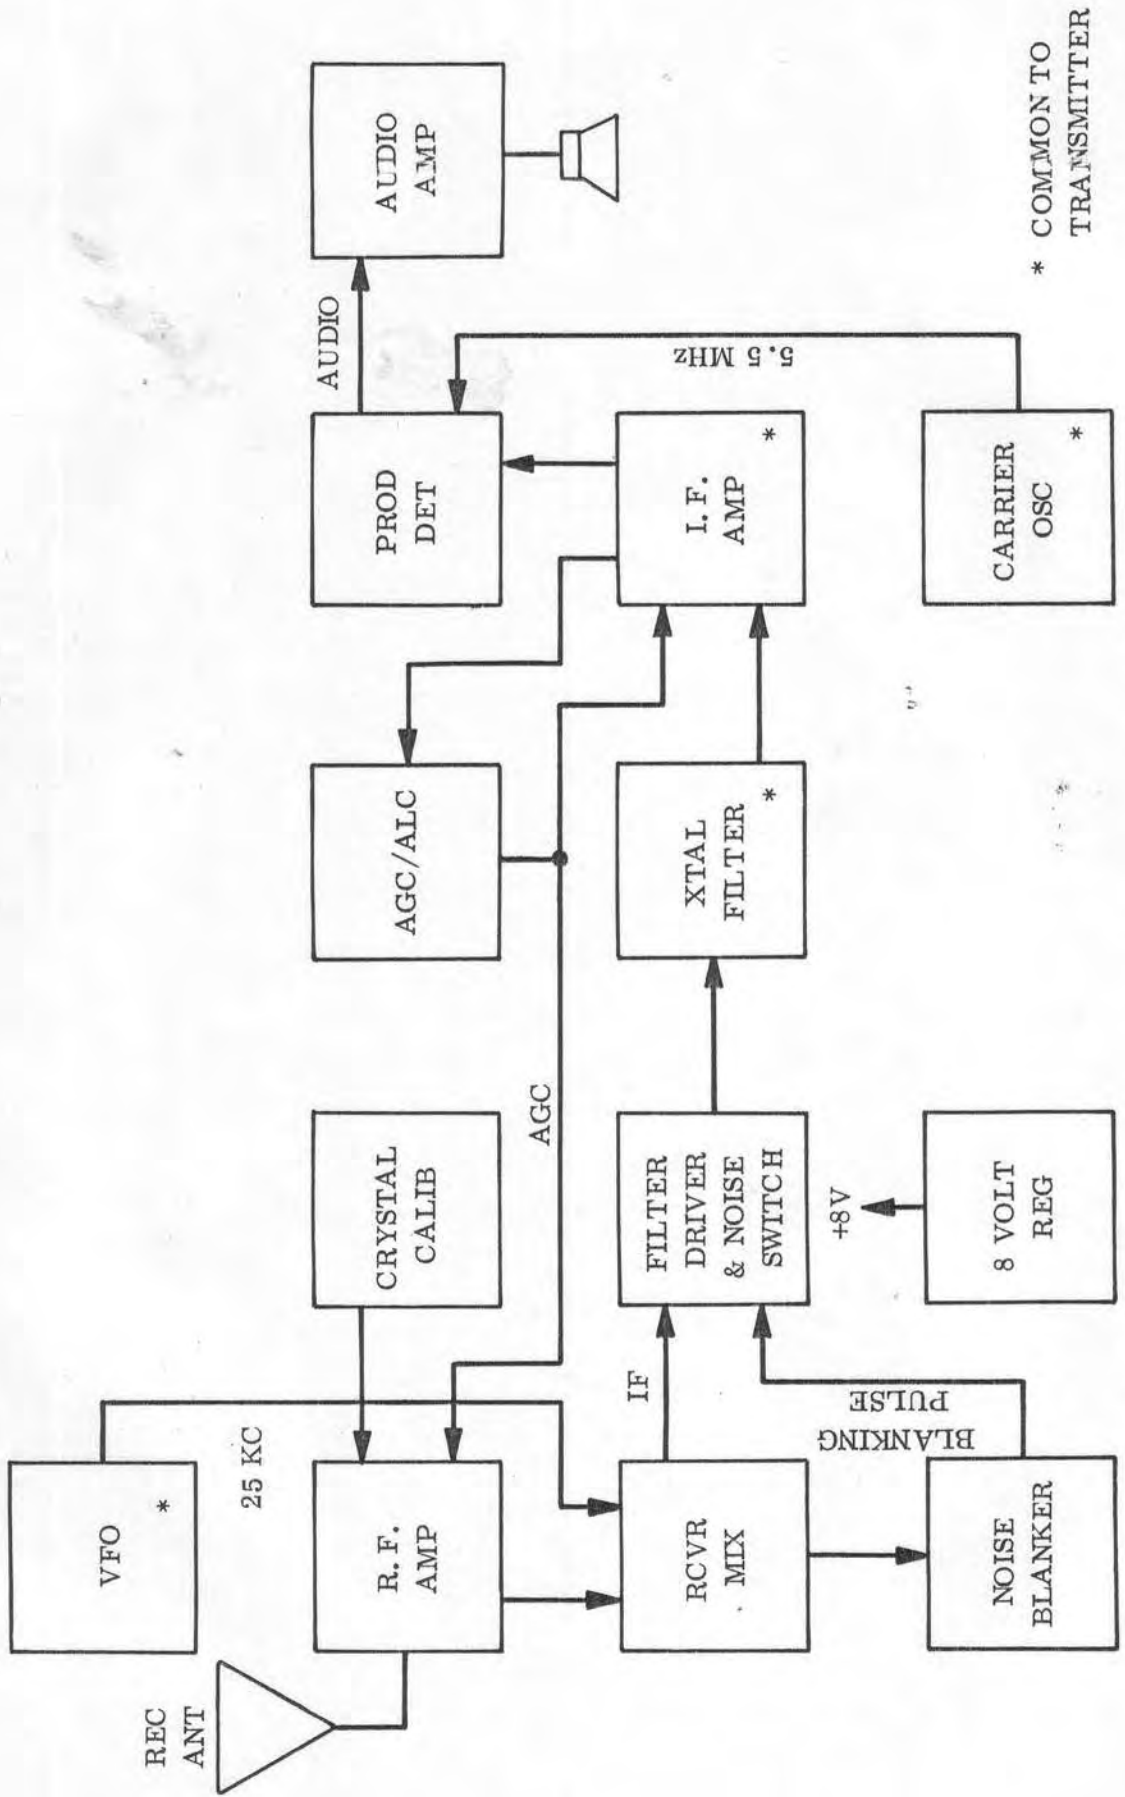 REC
ANT
VFO
*
25 KC
R. F.
AMP
CRYSTAL
CALIB
AGC/ALC
PROD
DET
AUDIO
AUDIO
AMP
AGC
RCVR
MIX
IF
FILTER
DRIVER
& NOISE
SWITCH
XTAL
FILTER
*
I. F.
AMP
*
5.5 MHz
BLANKING
PULSE
+8V
NOISE
BLANKER
8 VOLT
REG
CARRIER
OSC
*
* COMMON TO
TRANSMITTER